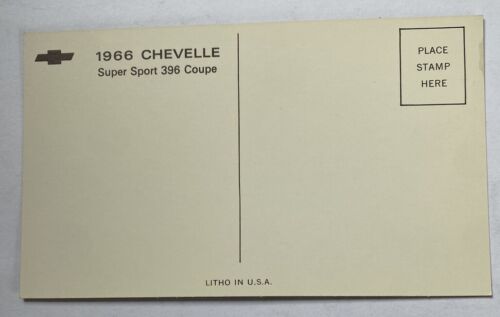 1966 CHEVELLE
Super Sport 396 Coupe
PLACE
STAMP
HERE
LITHO IN U.S.A.